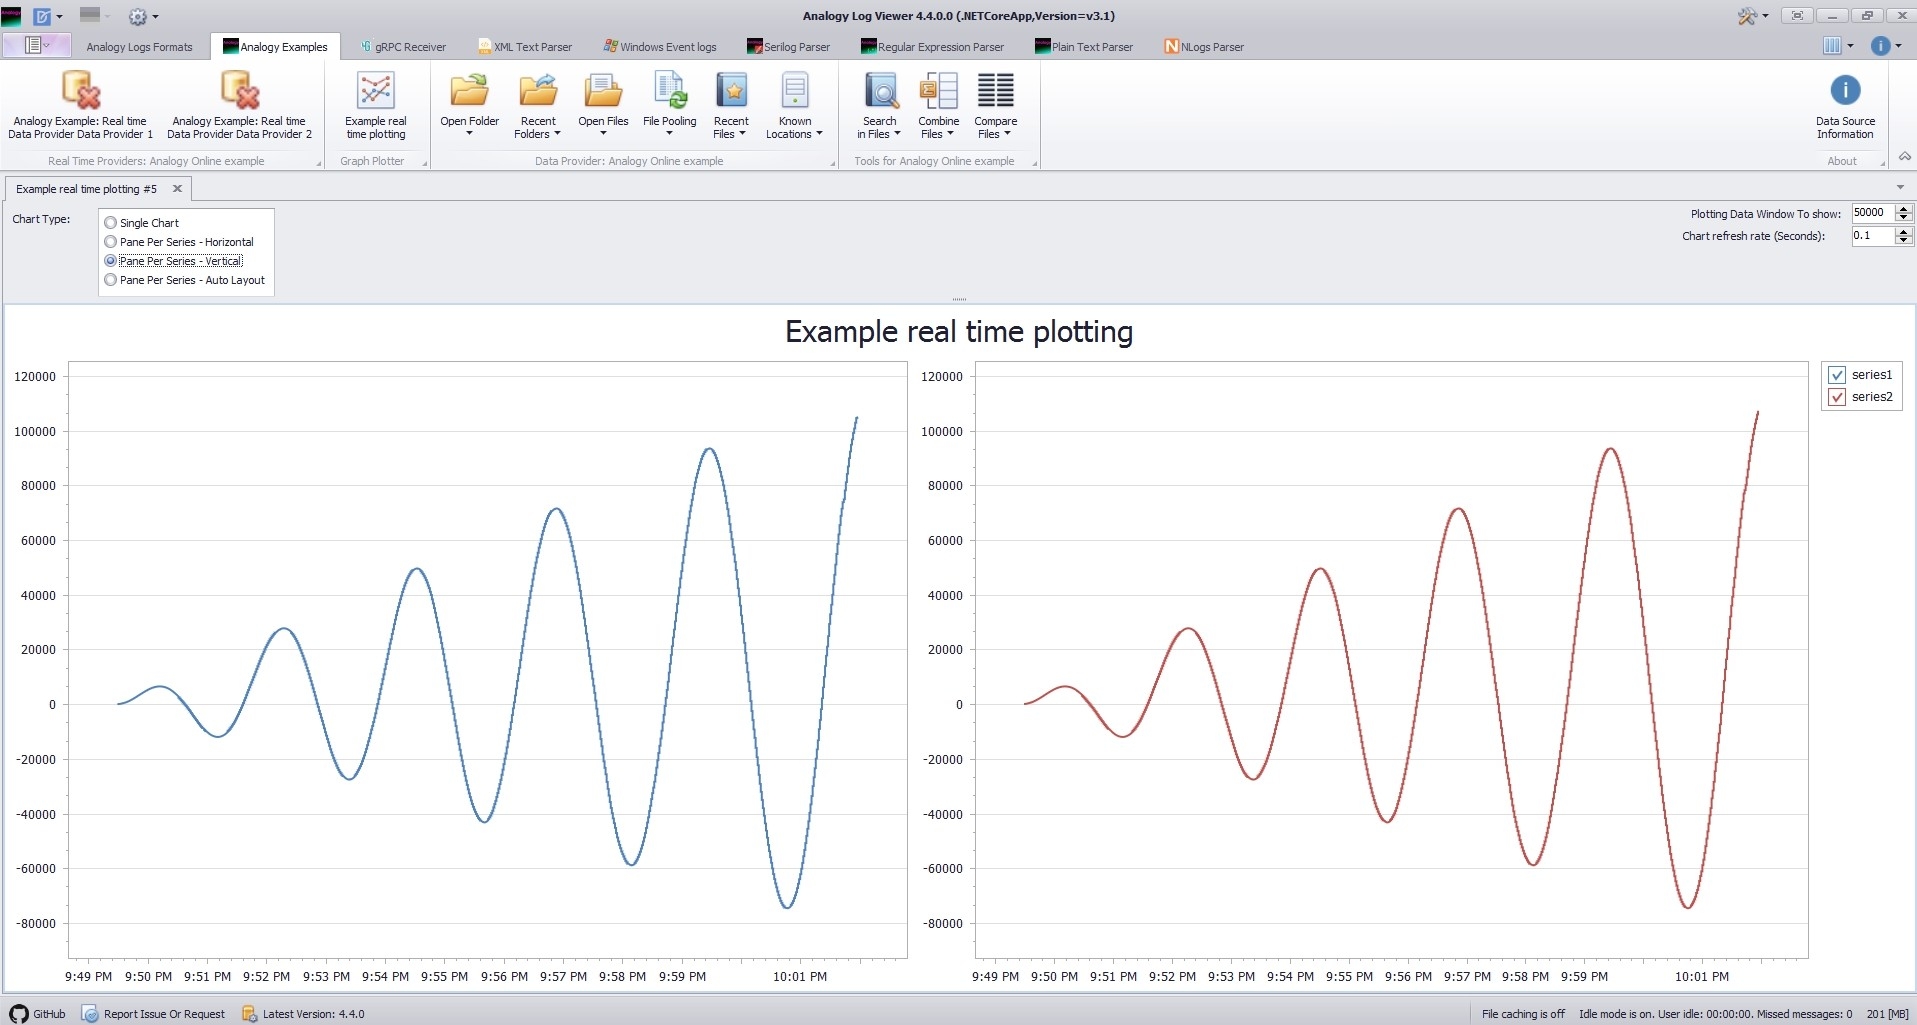 Analogy Log Viewer 4.4.0.0 (.NETCoreApp,Version=v3.1)
Analogy Logs Formats
Analogy Examples
gRPC Receiver
XML Text Parser
Windows Event logs
Serilog Parser
Regular Expression Parser
Plain Text Parser
NLogs Parser
Analogy Example: Real time
Data Provider Data Provider 1
Analogy Example: Real time
Data Provider Data Provider 2
Example real
time plotting
Open Folder
Recent
Folders
Open Files
File Pooling
Recent
Files
Known
Locations
Search
in Files
Combine
Files
Compare
Files
Data Source
Information
Real Time Providers: Analogy Online example
Graph Plotter
Data Provider: Analogy Online example
Tools for Analogy Online example
About
Example real time plotting #5
Chart Type:
Single Chart
Pane Per Series - Horizontal
Pane Per Series - Vertical
Pane Per Series - Auto Layout
Plotting Data Window To show: 50000
Chart refresh rate (Seconds): 0.1
Example real time plotting
120000
100000
80000
60000
40000
20000
0
-20000
-40000
-60000
-80000
9:49 PM 9:50 PM 9:51 PM 9:52 PM 9:53 PM 9:54 PM 9:55 PM 9:56 PM 9:57 PM 9:58 PM 9:59 PM 10:01 PM
120000
100000
80000
60000
40000
20000
0
-20000
-40000
-60000
-80000
9:49 PM 9:50 PM 9:51 PM 9:52 PM 9:53 PM 9:54 PM 9:55 PM 9:56 PM 9:57 PM 9:58 PM 9:59 PM 10:01 PM
series1
series2
GitHub
Report Issue Or Request
Latest Version: 4.4.0
File caching is off
Idle mode is on. User idle: 00:00:00. Missed messages: 0
201 [MB]